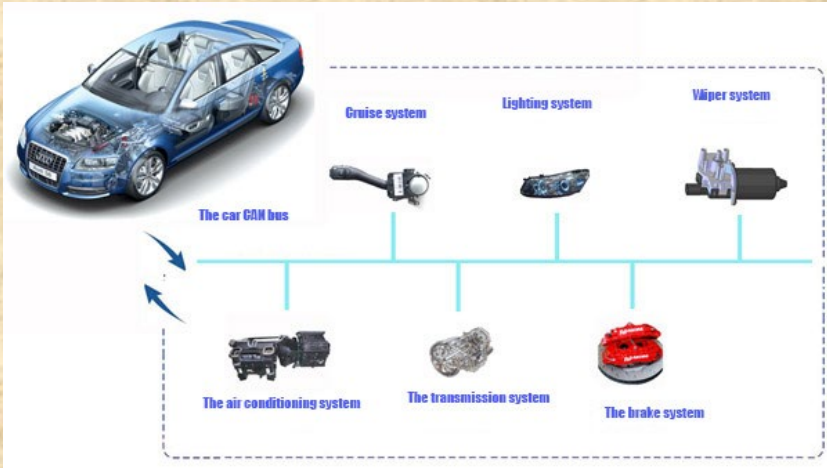 Cruise system
Lighting system
Wiper system
The car CAN bus
The air conditioning system
The transmission system
The brake system